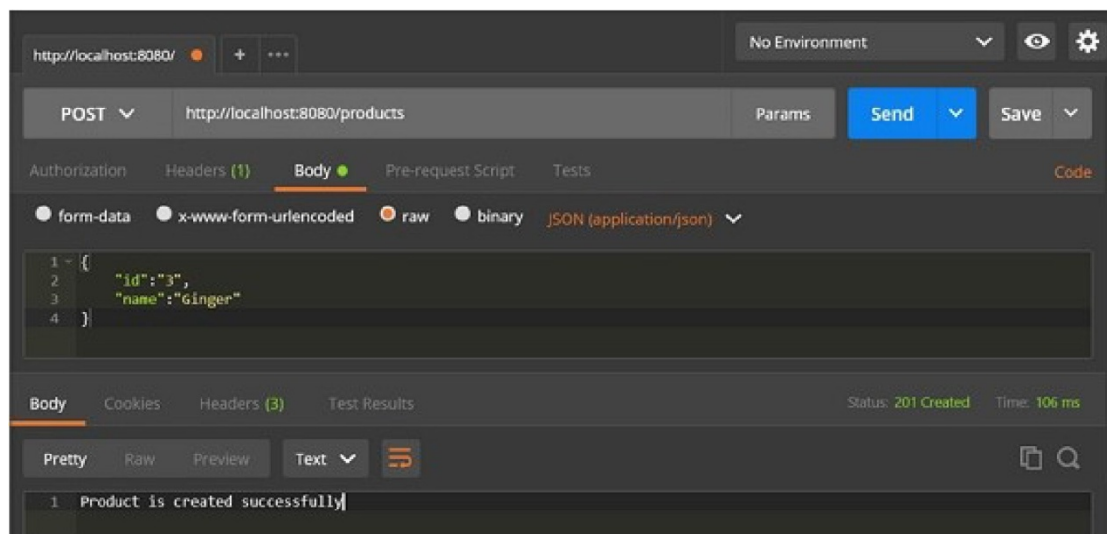 http://localhost:8080/
No Environment
POST
http://localhost:8080/products
Params
Send
Save
Authorization
Headers (1)
Body
Pre-request Script
Tests
Code
form-data
x-www-form-urlencoded
raw
binary
JSON (application/json)
1 {
2 "id":"3",
3 "name":"Ginger"
4 }
Body
Cookies
Headers (3)
Test Results
Status: 201 Created
Time: 106 ms
Pretty
Raw
Preview
Text
1 Product is created successfully